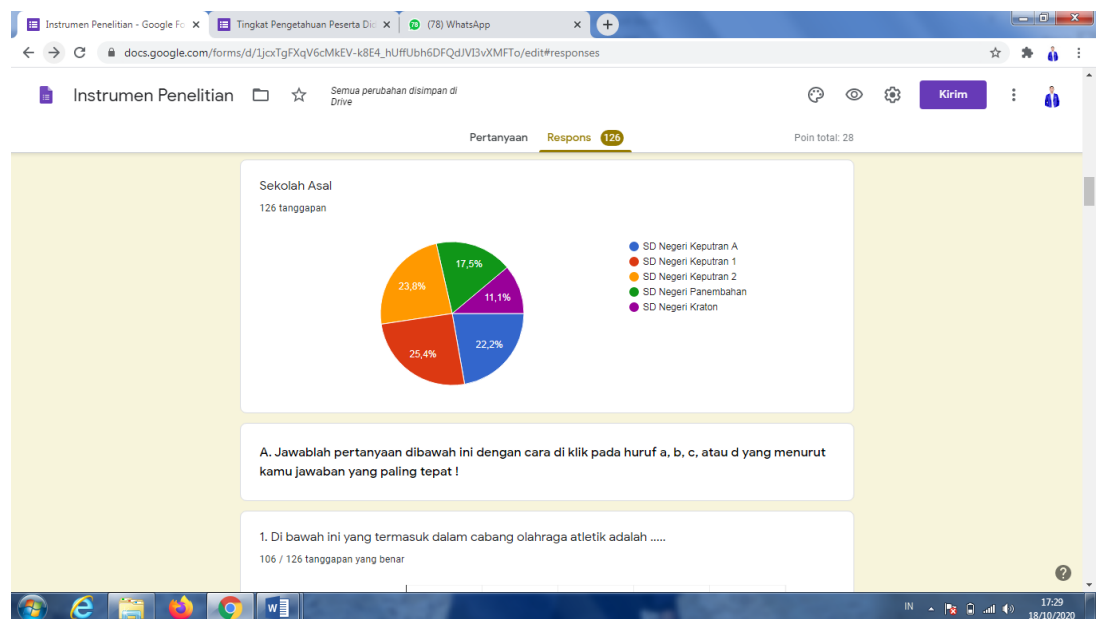 Instrumen Penelitian - Google Fo
Tingkat Pengetahuan Peserta Did
(78) WhatsApp
docs.google.com/forms/d/1jcxTgFXqV6cMkEV-k8E4_hUffUbh6DFQdJVI3vXMFTo/edit#responses
Instrumen Penelitian
Semua perubahan disimpan di
Drive
Kirim
Pertanyaan Respons 126
Poin total: 28
Sekolah Asal
126 tanggapan
17,5%
23,8%
11,1%
22,2%
25,4%
SD Negeri Keputran A
SD Negeri Keputran 1
SD Negeri Keputran 2
SD Negeri Panembahan
SD Negeri Kraton
A. Jawablah pertanyaan dibawah ini dengan cara di klik pada huruf a, b, c, atau d yang menurut
kamu jawaban yang paling tepat !
1. Di bawah ini yang termasuk dalam cabang olahraga atletik adalah .....
106 / 126 tanggapan yang benar
IN
17:29
18/10/2020